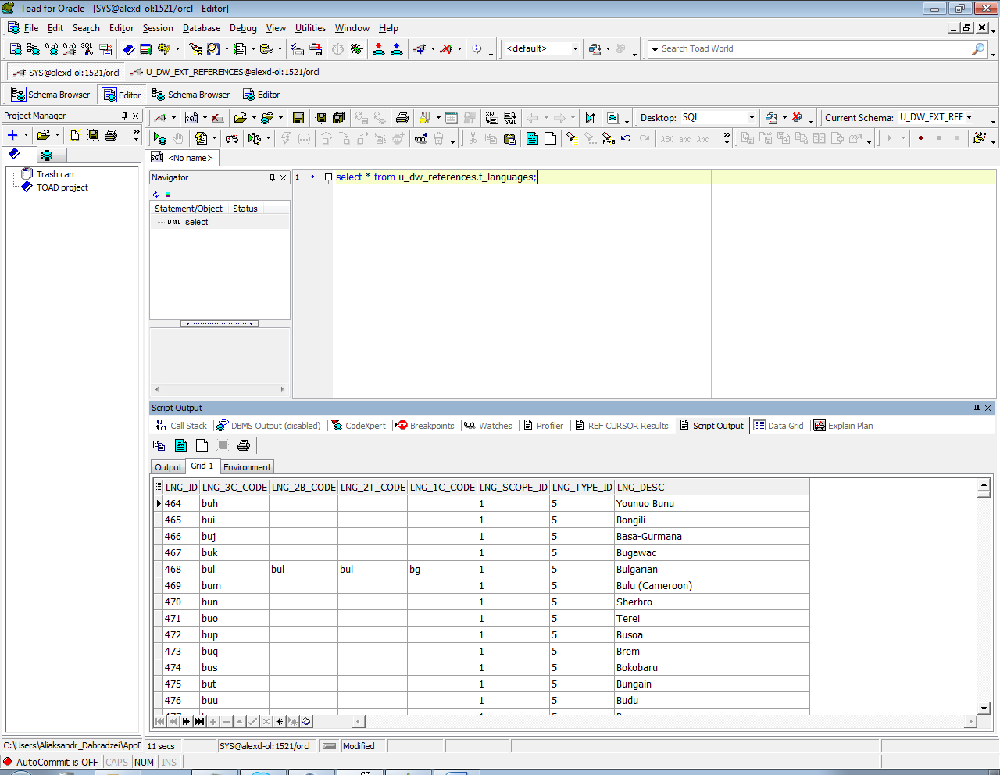 Toad for Oracle - [SYS@alexd-ol:1521/orcl - Editor]
File Edit Search Editor Session Database Debug View Utilities Window Help
<default> Search Toad World
SYS@alexd-ol:1521/orcl U_DW_EXT_REFERENCES@alexd-ol:1521/orcl
Schema Browser Editor Schema Browser Editor
Project Manager
Desktop: SQL Current Schema: U_DW_EXT_REF
ABC abc Abc
SQL <No name>
Trash can
TOAD project
Navigator
Statement/Object Status
DML select
1 select * from u_dw_references.t_languages;
Script Output
Call Stack DBMS Output (disabled) CodeXpert Breakpoints Watches Profiler REF CURSOR Results Script Output Data Grid Explain Plan
Output Grid 1 Environment
LNG_ID LNG_3C_CODE LNG_2B_CODE LNG_2T_CODE LNG_1C_CODE LNG_SCOPE_ID LNG_TYPE_ID LNG_DESC
464 buh 1 5 Younuo Bunu
465 bui 1 5 Bongili
466 buj 1 5 Basa-Gurmana
467 buk 1 5 Bugawac
468 bul bul bul bg 1 5 Bulgarian
469 bum 1 5 Bulu (Cameroon)
470 bun 1 5 Sherbro
471 buo 1 5 Terei
472 bup 1 5 Busoa
473 buq 1 5 Brem
474 bus 1 5 Bokobaru
475 but 1 5 Bungain
476 buu 1 5 Budu
C:\Users\Aliaksandr_Dabradzei\AppD 11 secs SYS@alexd-ol:1521/orcl Modified
AutoCommit is OFF CAPS NUM INS